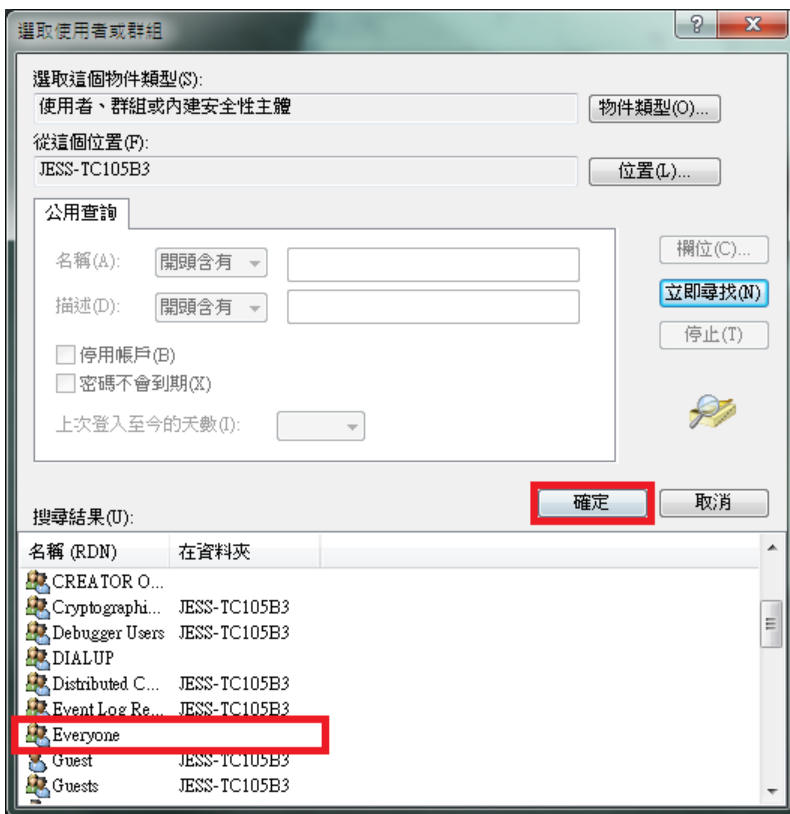 選取使用者或群組
選取這個物件類型(S):
使用者、群組或內建安全性主體
物件類型(O)...
從這個位置(F):
JESS-TC105B3
位置(L)...
公用查詢
名稱(A): 開頭含有
欄位(C)...
立即尋找(N)
描述(D): 開頭含有
停止(T)
停用帳戶(B)
密碼不會到期(X)
上次登入至今的天數(I):
確定 取消
搜尋結果(U):
名稱 (RDN) 在資料夾
CREATOR O...
Cryptographi... JESS-TC105B3
Debugger Users JESS-TC105B3
DIALUP
Distributed C... JESS-TC105B3
Event Log Re... JESS-TC105B3
Everyone
Guest JESS-TC105B3
Guests JESS-TC105B3